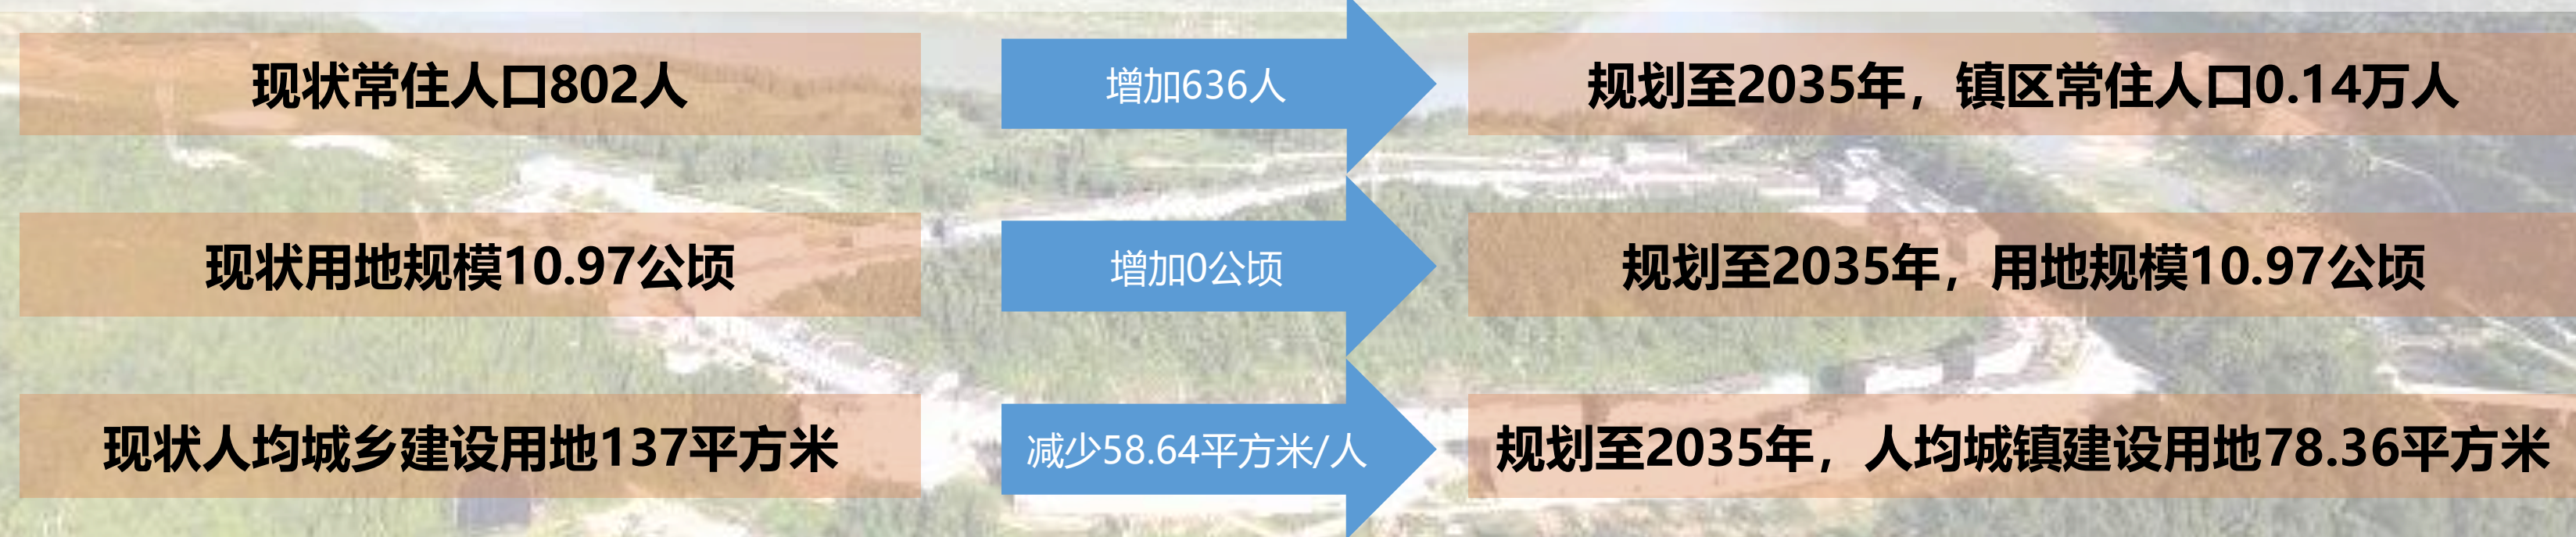 现状常住人口802人
增加636人
规划至2035年，镇区常住人口0.14万人
现状用地规模10.97公顷
增加0公顷
规划至2035年，用地规模10.97公顷
现状人均城乡建设用地137平方米
减少58.64平方米/人
规划至2035年，人均城镇建设用地78.36平方米